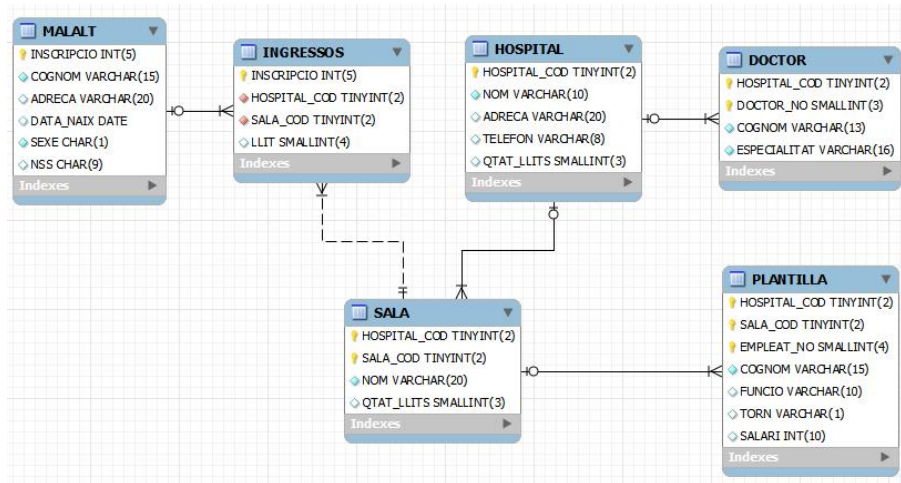 MALALT
INSCRIPCIO INT(5)
COGNOM VARCHAR(15)
ADRECA VARCHAR(20)
DATA_NAIX DATE
SEXE CHAR(1)
NSS CHAR(9)
Indexes
INGRESSOS
INSCRIPCIO INT(5)
HOSPITAL_COD TINYINT(2)
SALA_COD TINYINT(2)
LLIT SMALLINT(4)
Indexes
HOSPITAL
HOSPITAL_COD TINYINT(2)
NOM VARCHAR(10)
ADRECA VARCHAR(20)
TELEFON VARCHAR(8)
QTAT_LLITS SMALLINT(3)
Indexes
DOCTOR
HOSPITAL_COD TINYINT(2)
DOCTOR_NO SMALLINT(3)
COGNOM VARCHAR(13)
ESPECIALITAT VARCHAR(16)
Indexes
SALA
HOSPITAL_COD TINYINT(2)
SALA_COD TINYINT(2)
NOM VARCHAR(20)
QTAT_LLITS SMALLINT(3)
Indexes
PLANTILLA
HOSPITAL_COD TINYINT(2)
SALA_COD TINYINT(2)
EMPLEAT_NO SMALLINT(4)
COGNOM VARCHAR(15)
FUNCIO VARCHAR(10)
TORN VARCHAR(1)
SALARI INT(10)
Indexes